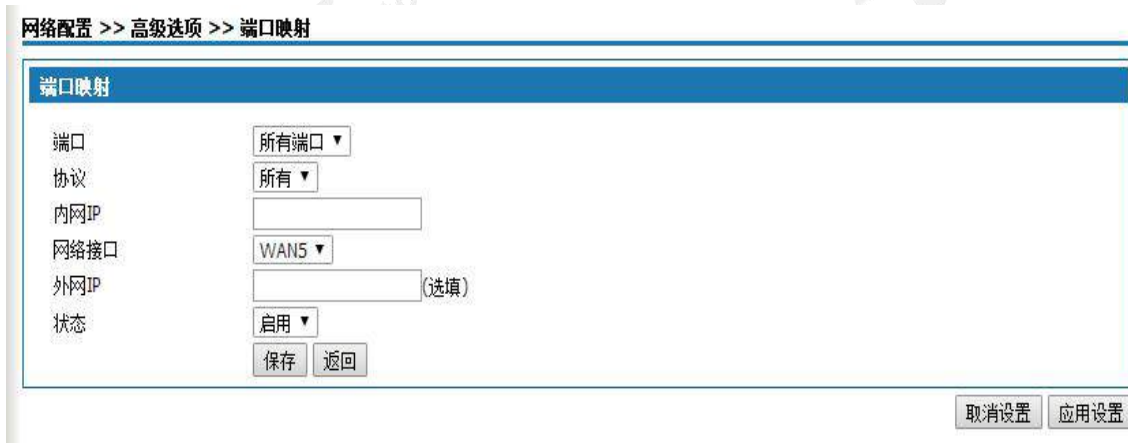 网络配置 >> 高级选项 >> 端口映射
端口映射
端口 所有端口
协议 所有
内网IP
网络接口 WAN5
外网IP (选填)
状态 启用
保存 返回
取消设置 应用设置